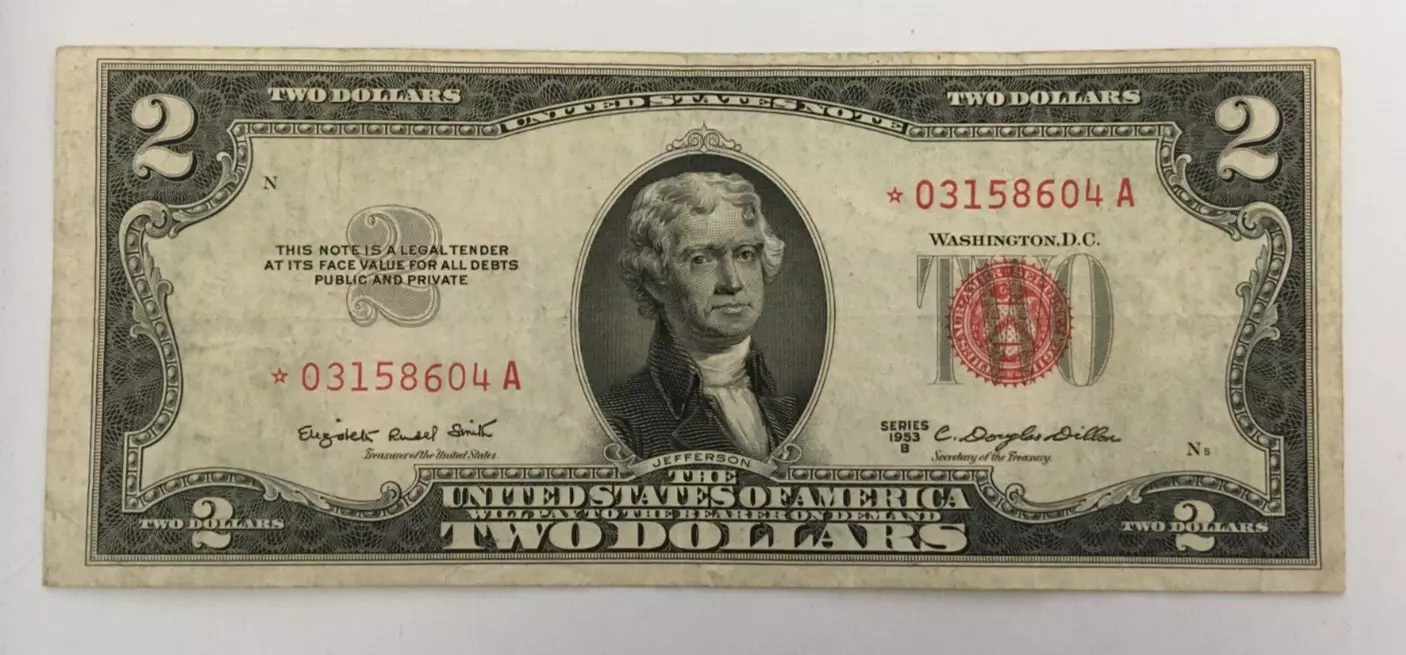 2
TWO DOLLARS
UNITED STATES NOTE
TWO DOLLARS
2
N
☆ 03158604 A
WASHINGTON, D.C.
2
THIS NOTE IS A LEGAL TENDER
AT ITS FACE VALUE FOR ALL DEBTS
PUBLIC AND PRIVATE
TWO
☆ 03158604 A
Elizabeth Rudel Smith
Treasurer of the United States.
SERIES
1953
B
C. Douglas Dillon
Secretary of the Treasury.
N 5
JEFFERSON
THE
UNITED STATES OF AMERICA
WILL PAY TO THE BEARER ON DEMAND
TWO DOLLARS
2
TWO DOLLARS
2
TWO DOLLARS